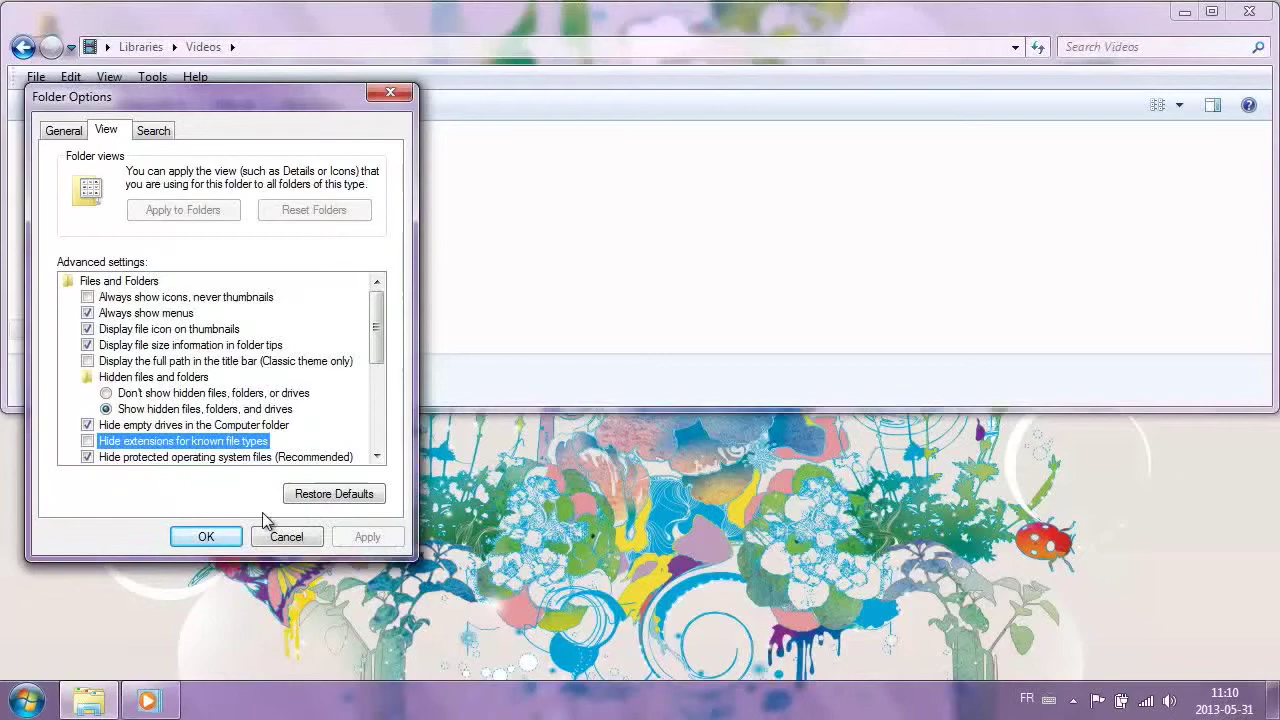 Libraries Videos
Search Videos
File Edit View Tools Help
Folder Options
General View Search
Folder views
You can apply the view (such as Details or Icons) that
you are using for this folder to all folders of this type.
Apply to Folders Reset Folders
Advanced settings:
Files and Folders
Always show icons, never thumbnails
Always show menus
Display file icon on thumbnails
Display file size information in folder tips
Display the full path in the title bar (Classic theme only)
Hidden files and folders
Don't show hidden files, folders, or drives
Show hidden files, folders, and drives
Hide empty drives in the Computer folder
Hide extensions for known file types
Hide protected operating system files (Recommended)
Restore Defaults
OK Cancel Apply
FR
11:10
2013-05-31